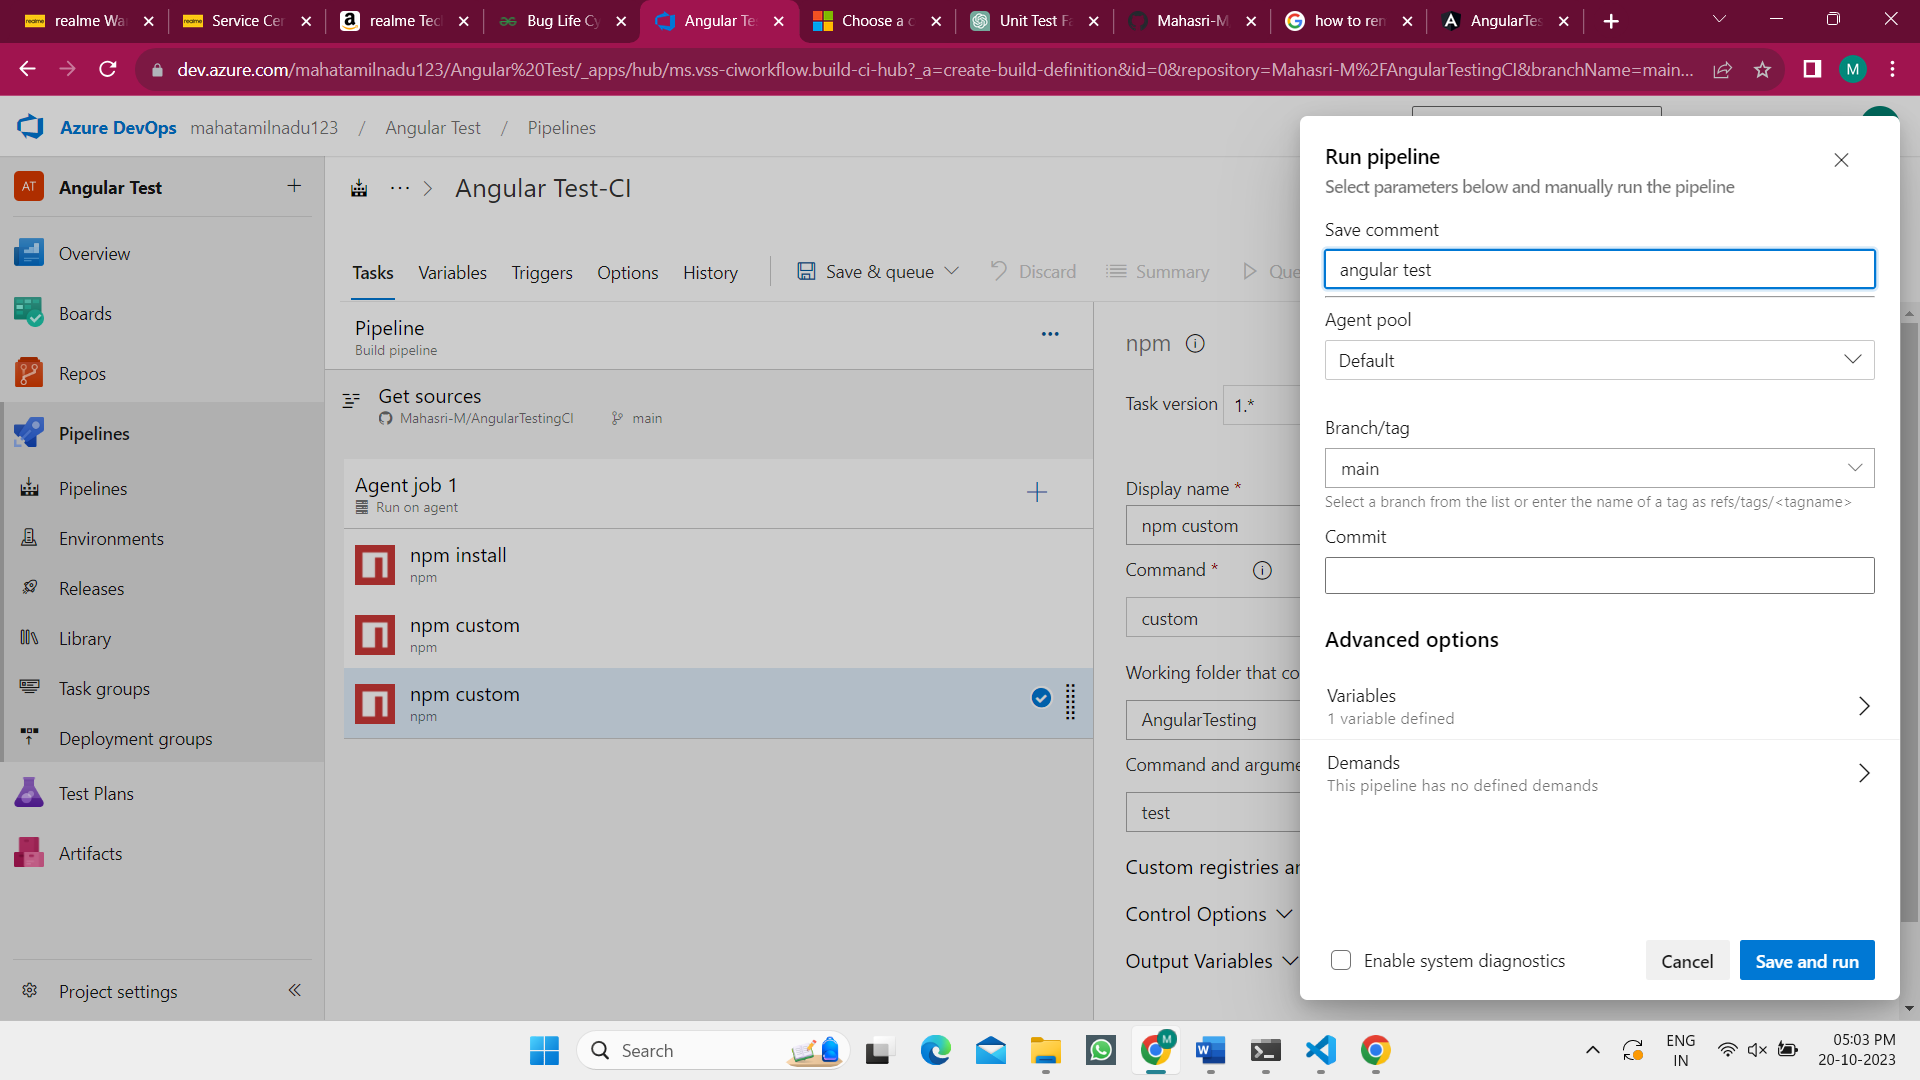 realme Wa
Service Cer
realme Tec
Bug Life Cy
Angular Te
Choose a c
Unit Test Fa
Mahasri-M
how to rem
AngularTes
dev.azure.com/mahatamilnadu123/Angular%20Test/_apps/hub/ms.vss-ciworkflow.build-ci-hub?_a=create-build-definition&id=0&repository=Mahasri-M%2FAngularTestingCI&branchName=main...
M
Azure DevOps mahatamilnadu123 / Angular Test / Pipelines
AT Angular Test
Overview
Boards
Repos
Pipelines
Pipelines
Environments
Releases
Library
Task groups
Deployment groups
Test Plans
Artifacts
Project settings
Angular Test-CI
Tasks Variables Triggers Options History Save & queue Discard Summary Que
Pipeline
Build pipeline
Get sources
Mahasri-M/AngularTestingCI main
Agent job 1
Run on agent
npm install
npm
npm custom
npm
npm custom
npm
npm
Task version 1.*
Display name *
npm custom
Command *
custom
Working folder that co
AngularTesting
Command and argume
test
Custom registries ar
Control Options
Output Variables
Run pipeline
Select parameters below and manually run the pipeline
Save comment
angular test
Agent pool
Default
Branch/tag
main
Select a branch from the list or enter the name of a tag as refs/tags/<tagname>
Commit
Advanced options
Variables
1 variable defined
Demands
This pipeline has no defined demands
Enable system diagnostics
Cancel
Save and run
Search
M
ENG
IN
05:03 PM
20-10-2023